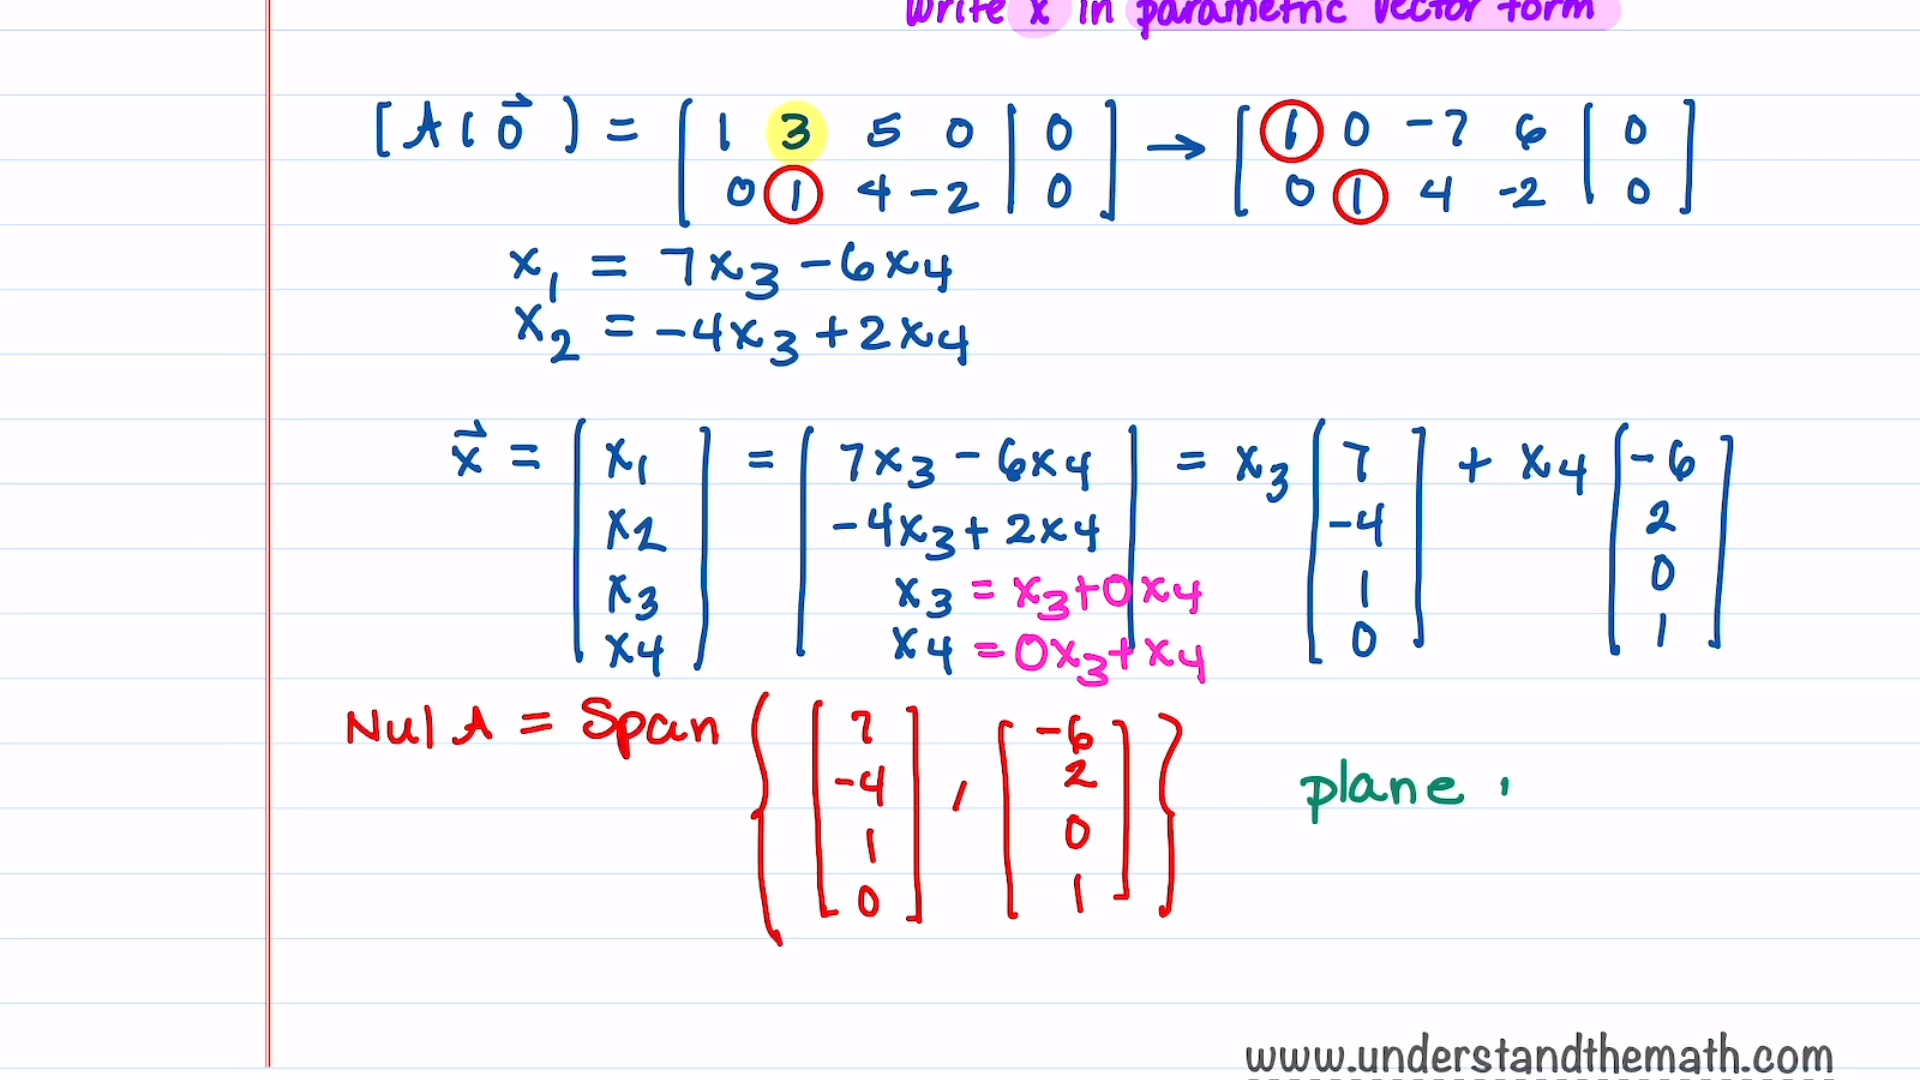 Write x in parametric vector form
[A | 0⃗ ] = [ 1 3 5 0 | 0 ] → [ 1 0 -7 6 | 0 ]
[ 0 1 4 -2 | 0 ] [ 0 1 4 -2 | 0 ]
x₁ = 7x₃ - 6x₄
x₂ = -4x₃ + 2x₄
x⃗ = [ x₁ ] = [ 7x₃ - 6x₄ ] = x₃ [ 7 ] + x₄ [ -6 ]
[ x₂ ] [ -4x₃ + 2x₄ ] [ -4 ] [ 2 ]
[ x₃ ] [ x₃ = x₃+0x₄ ] [ 1 ] [ 0 ]
[ x₄ ] [ x₄ = 0x₃+x₄ ] [ 0 ] [ 1 ]
Nul A = Span { [ 7 ] , [ -6 ] }
[ -4 ] [ 2 ]
[ 1 ] [ 0 ]
[ 0 ] [ 1 ]
plane
www.understandthemath.com